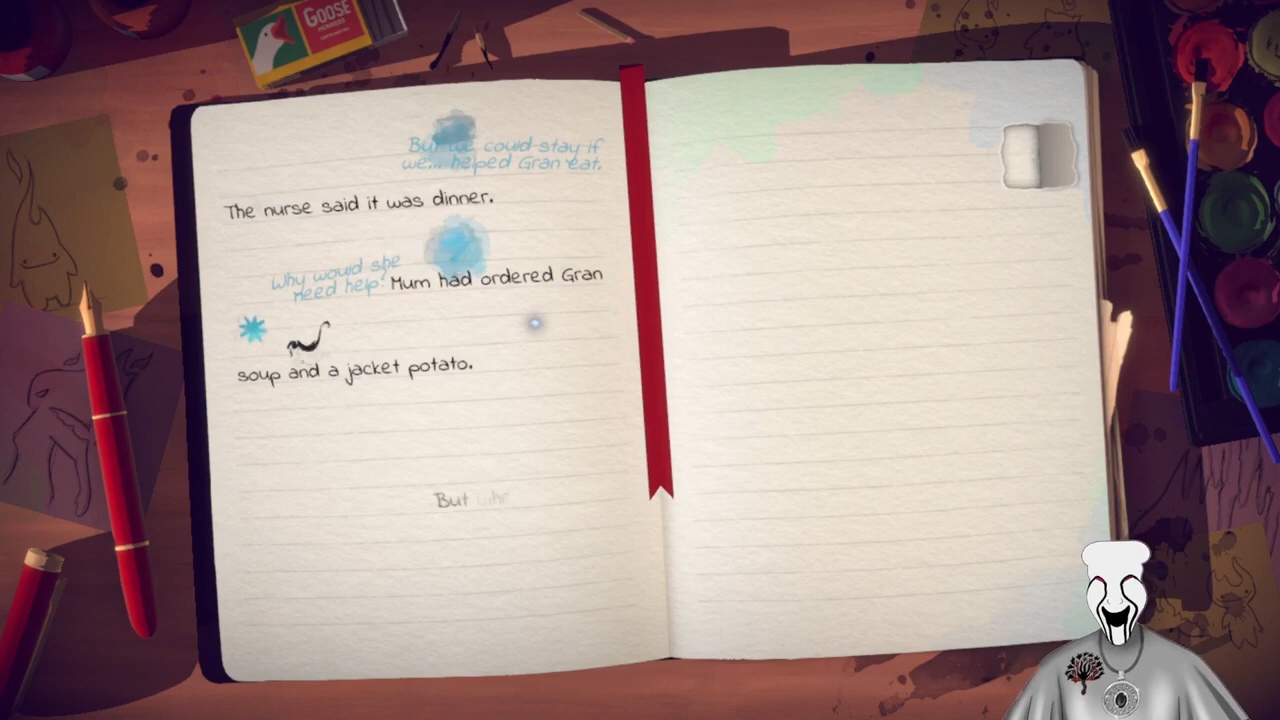 GOOSE
But we could stay if
we... helped Gran eat.
The nurse said it was dinner.
Why would she
need help?
Mum had ordered Gran
soup and a jacket potato.
But